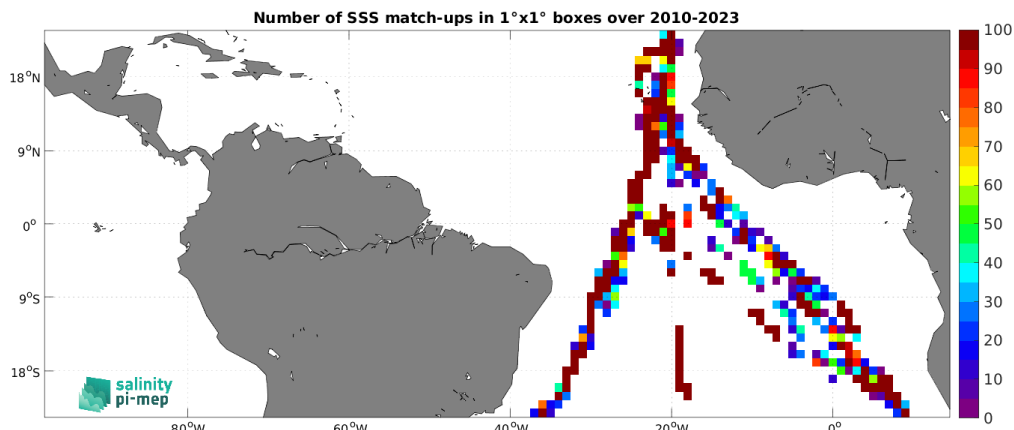 Number of SSS match-ups in 1°x1° boxes over 2010-2023
100
90
80
70
60
50
40
30
20
10
0
18°N
9°N
0°
9°S
18°S
80°W
60°W
40°W
20°W
0°
salinity
pi-mep